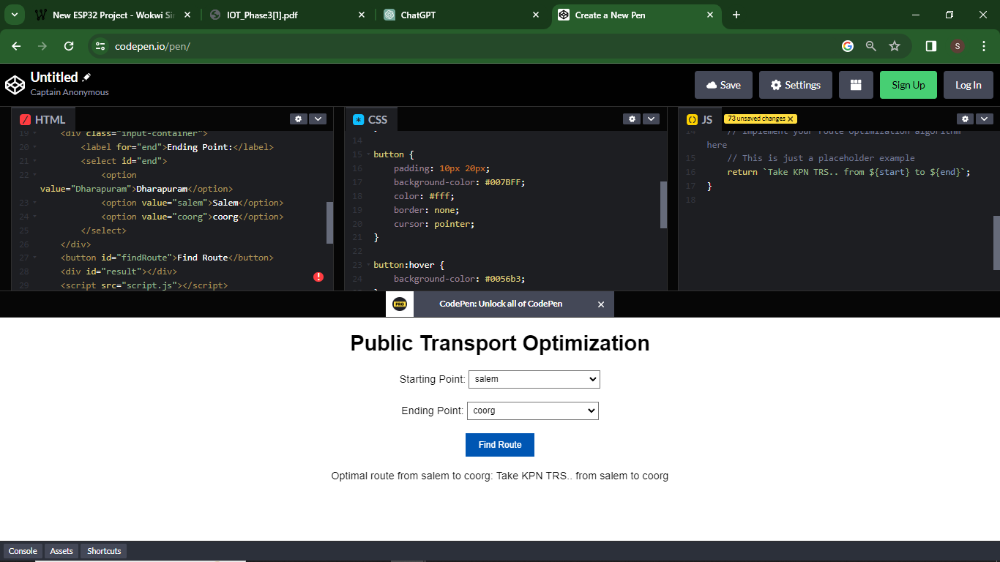 New ESP32 Project - Wokwi Sir
IOT_Phase3[1].pdf
ChatGPT
Create a New Pen
codepen.io/pen/
S
Untitled
Captain Anonymous
Save
Settings
Sign Up
Log In
HTML
19 <div class="input-container">
20 <label for="end">Ending Point:</label>
21 <select id="end">
22 <option
value="Dharapuram">Dharapuram</option>
23 <option value="salem">Salem</option>
24 <option value="coorg">coorg</option>
25 </select>
26 </div>
27 <button id="findRoute">Find Route</button>
28 <div id="result"></div>
29 <script src="script.js"></script>
CSS
14
15 button {
16 padding: 10px 20px;
17 background-color: #007BFF;
18 color: #fff;
19 border: none;
20 cursor: pointer;
21 }
22
23 button:hover {
24 background-color: #0056b3;
JS
73 unsaved changes X
14 // Implement your route optimization algorithm
here
15 // This is just a placeholder example
16 return `Take KPN TRS.. from ${start} to ${end}`;
17 }
18
PRO
CodePen: Unlock all of CodePen
Public Transport Optimization
Starting Point: salem
Ending Point: coorg
Find Route
Optimal route from salem to coorg: Take KPN TRS.. from salem to coorg
Console
Assets
Shortcuts